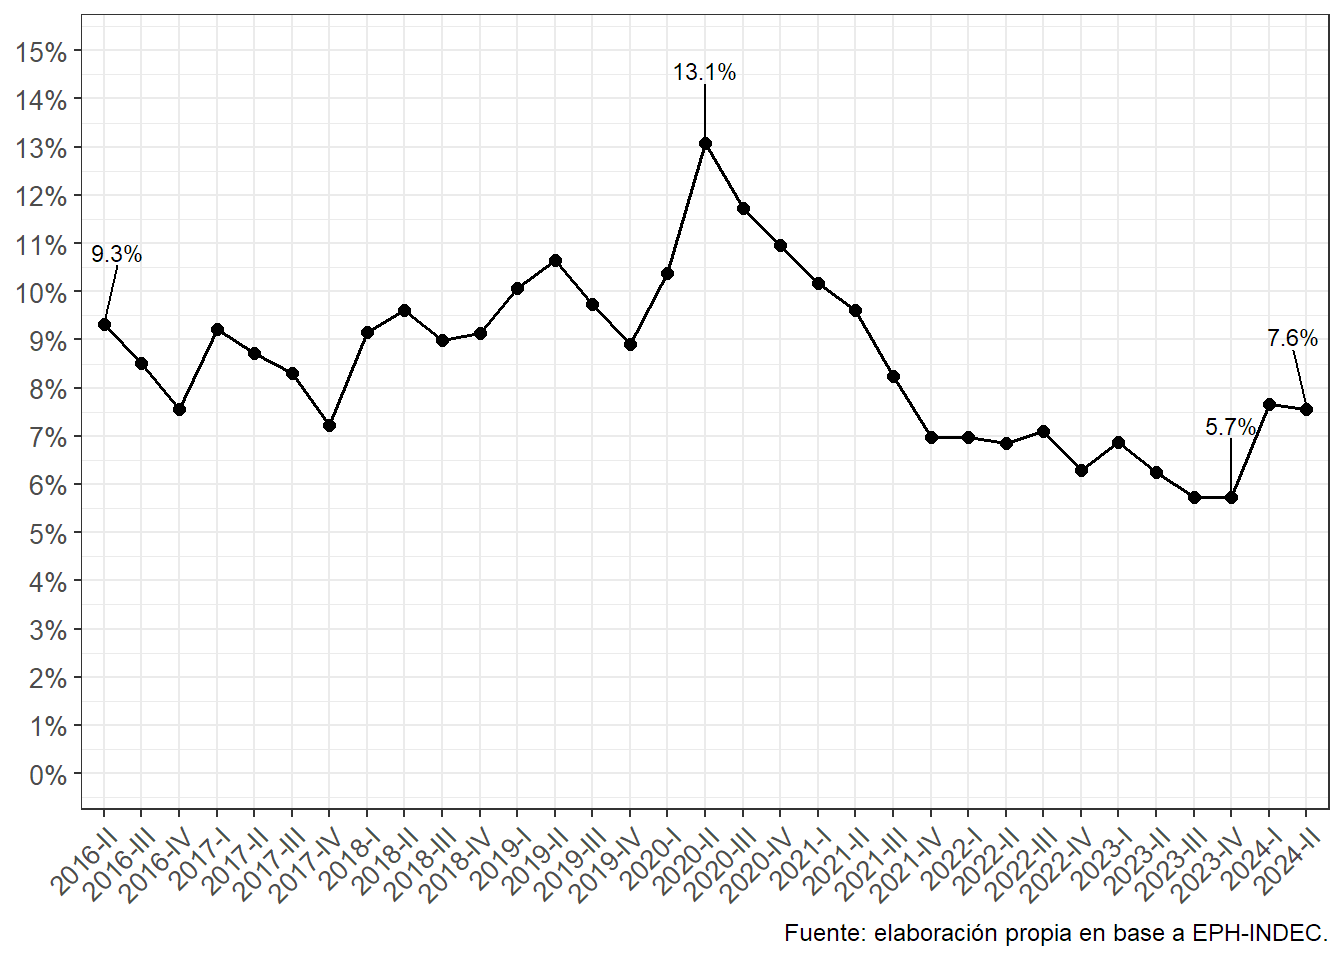 15%
14%
13%
12%
11%
10%
9%
8%
7%
6%
5%
4%
3%
2%
1%
0%
9.3%
13.1%
5.7%
7.6%
2016-II
2016-III
2016-IV
2017-I
2017-II
2017-III
2017-IV
2018-I
2018-II
2018-III
2018-IV
2019-I
2019-II
2019-III
2019-IV
2020-I
2020-II
2020-III
2020-IV
2021-I
2021-II
2021-III
2021-IV
2022-I
2022-II
2022-III
2022-IV
2023-I
2023-II
2023-III
2023-IV
2024-I
2024-II
Fuente: elaboración propia en base a EPH-INDEC.